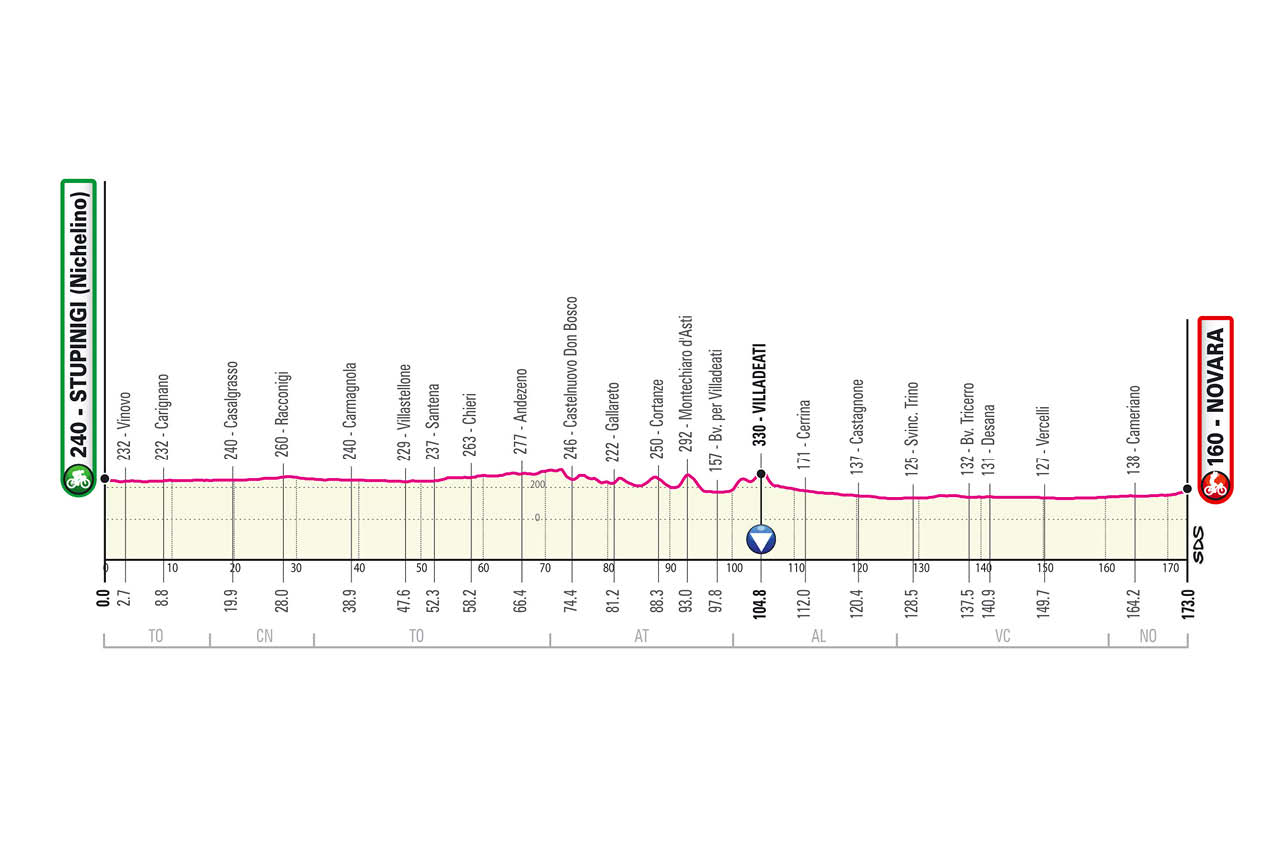 240 - STUPINIGI (Nichelino)
232 - Vinovo
232 - Carignano
240 - Casalgrasso
260 - Racconigi
240 - Carmagnola
229 - Villastellone
237 - Santena
263 - Chieri
277 - Andezeno
246 - Castelnuovo Don Bosco
222 - Gallareto
250 - Cortanze
292 - Montechiaro d'Asti
157 - Bv. per Villadeati
330 - VILLADEATI
171 - Cerrina
137 - Castagnone
125 - Svinc. Trino
132 - Bv. Tricerro
131 - Desana
127 - Vercelli
138 - Cameriano
160 - NOVARA
200
0
SDS
0 10 20 30 40 50 60 70 80 90 100 110 120 130 140 150 160 170
0.0 2.7 8.8 19.9 28.0 38.9 47.6 52.3 58.2 66.4 74.4 81.2 88.3 93.0 97.8 104.8 112.0 120.4 128.5 137.5 140.9 149.7 164.2 173.0
TO CN TO AT AL VC NO